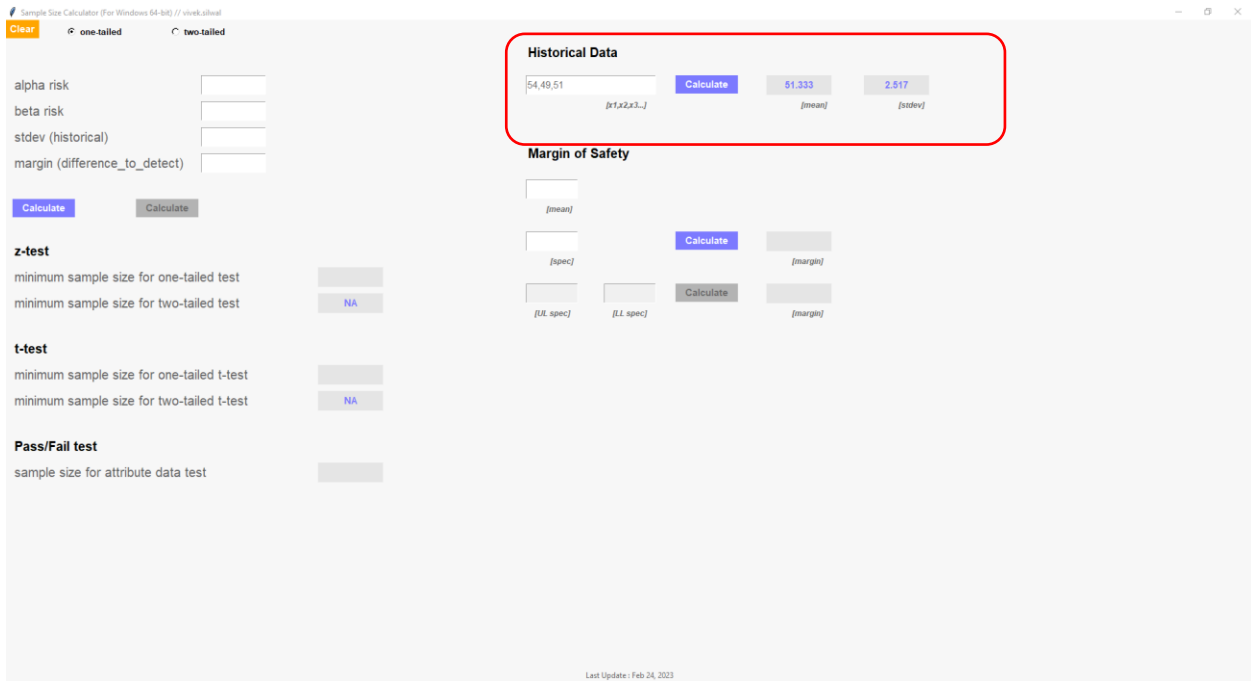 Sample Size Calculator (For Windows 64-bit) // vivek.silwal
Clear one-tailed two-tailed
alpha risk
beta risk
stdev (historical)
margin (difference_to_detect)
Calculate Calculate
z-test
minimum sample size for one-tailed test
minimum sample size for two-tailed test NA
t-test
minimum sample size for one-tailed t-test
minimum sample size for two-tailed t-test NA
Pass/Fail test
sample size for attribute data test
Historical Data
54,49,51 Calculate 51.333 2.517
[x1,x2,x3...] [mean] [stdev]
Margin of Safety
[mean]
Calculate
[spec] [margin]
Calculate
[UL spec] [LL spec] [margin]
Last Update : Feb 24, 2023